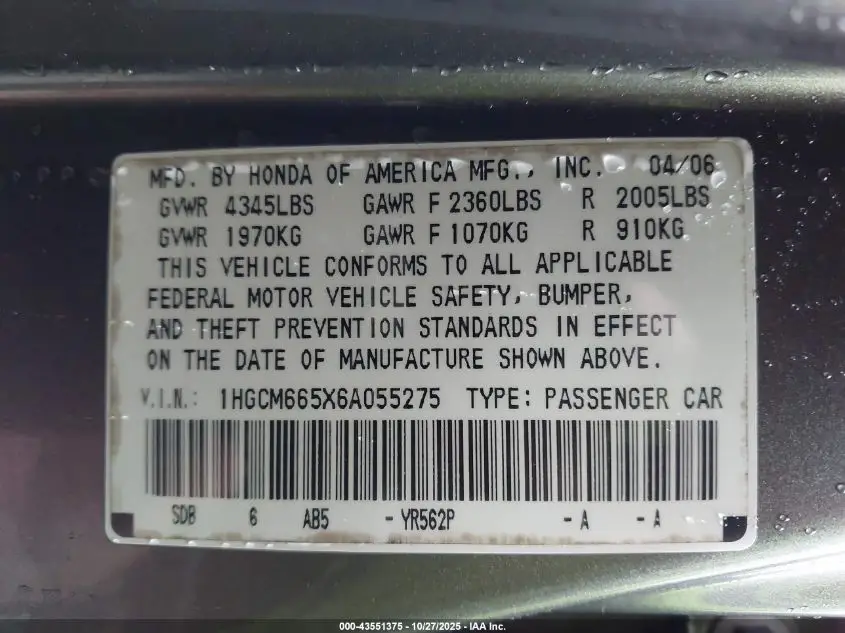 MFD. BY HONDA OF AMERICA MFG., INC. 04/06
GVWR 4345LBS GAWR F 2360LBS R 2005LBS
GVWR 1970KG GAWR F 1070KG R 910KG
THIS VEHICLE CONFORMS TO ALL APPLICABLE
FEDERAL MOTOR VEHICLE SAFETY, BUMPER,
AND THEFT PREVENTION STANDARDS IN EFFECT
ON THE DATE OF MANUFACTURE SHOWN ABOVE.
V.I.N.: 1HGCM665X6A055275 TYPE: PASSENGER CAR
SDB 6 AB5 - YR562P - A - A
000-43551375 - 10/27/2025 - IAA Inc.